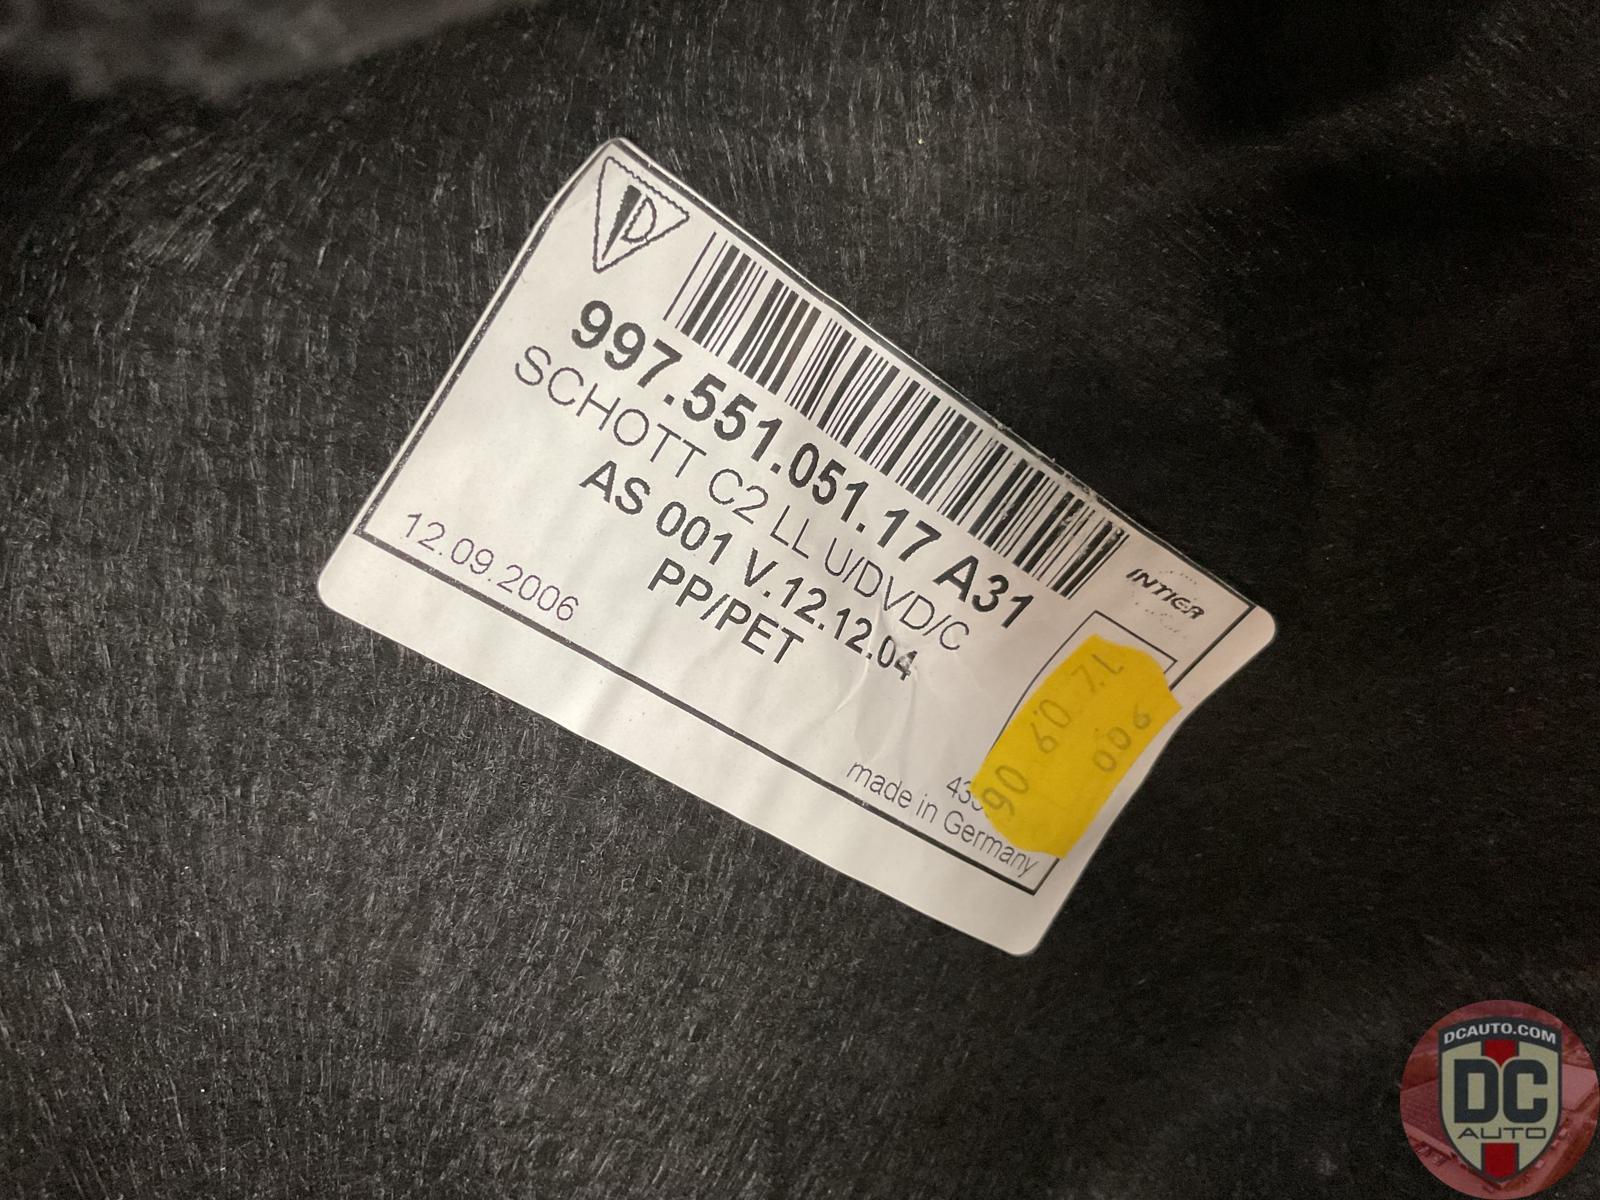 D
997.551.051.17 A31
SCHOTT C2 LL U/DVD/C
AS 001 V.12.12.04
PP/PET
12.09.2006
INTIER
made in Germany
DCAUTO.COM
DC
AUTO